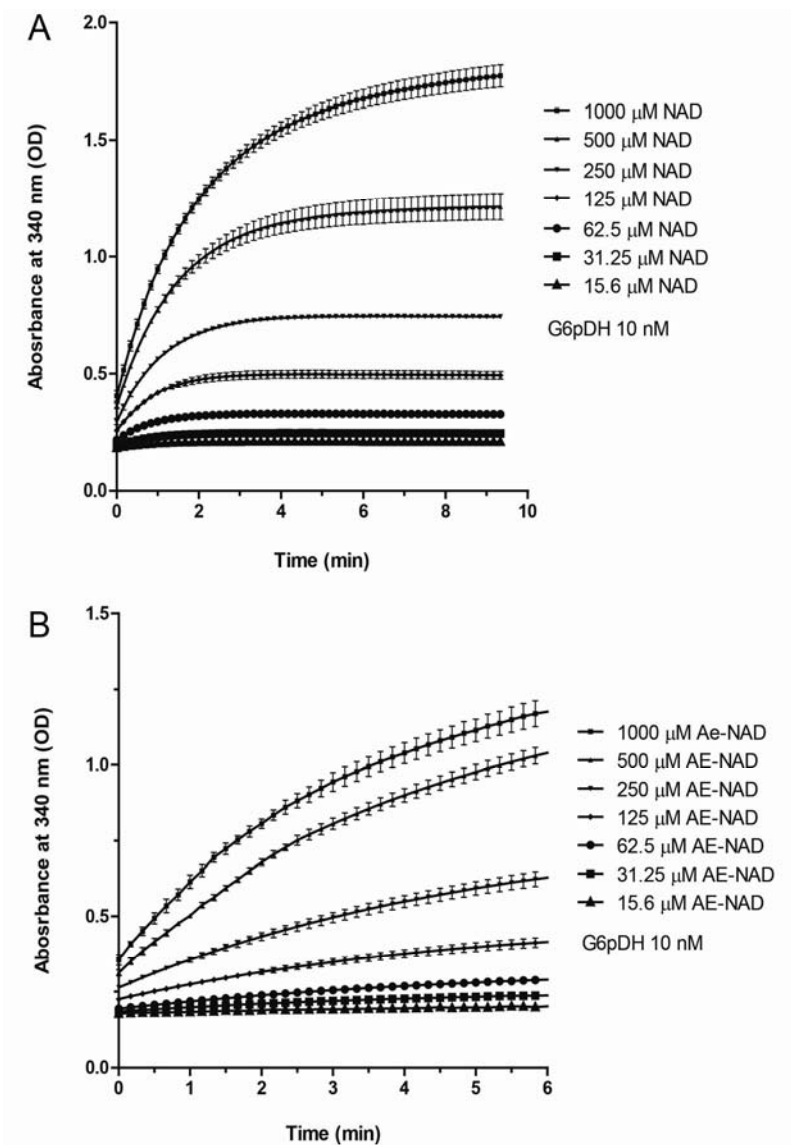 A
2.0
1.5
1.0
0.5
0.0
Abosrbance at 340 nm (OD)
0 2 4 6 8 10
Time (min)
1000 μM NAD
500 μM NAD
250 μM NAD
125 μM NAD
62.5 μM NAD
31.25 μM NAD
15.6 μM NAD
G6pDH 10 nM
B
1.5
1.0
0.5
0.0
Abosrbance at 340 nm (OD)
0 1 2 3 4 5 6
Time (min)
1000 μM Ae-NAD
500 μM AE-NAD
250 μM AE-NAD
125 μM AE-NAD
62.5 μM AE-NAD
31.25 μM AE-NAD
15.6 μM AE-NAD
G6pDH 10 nM